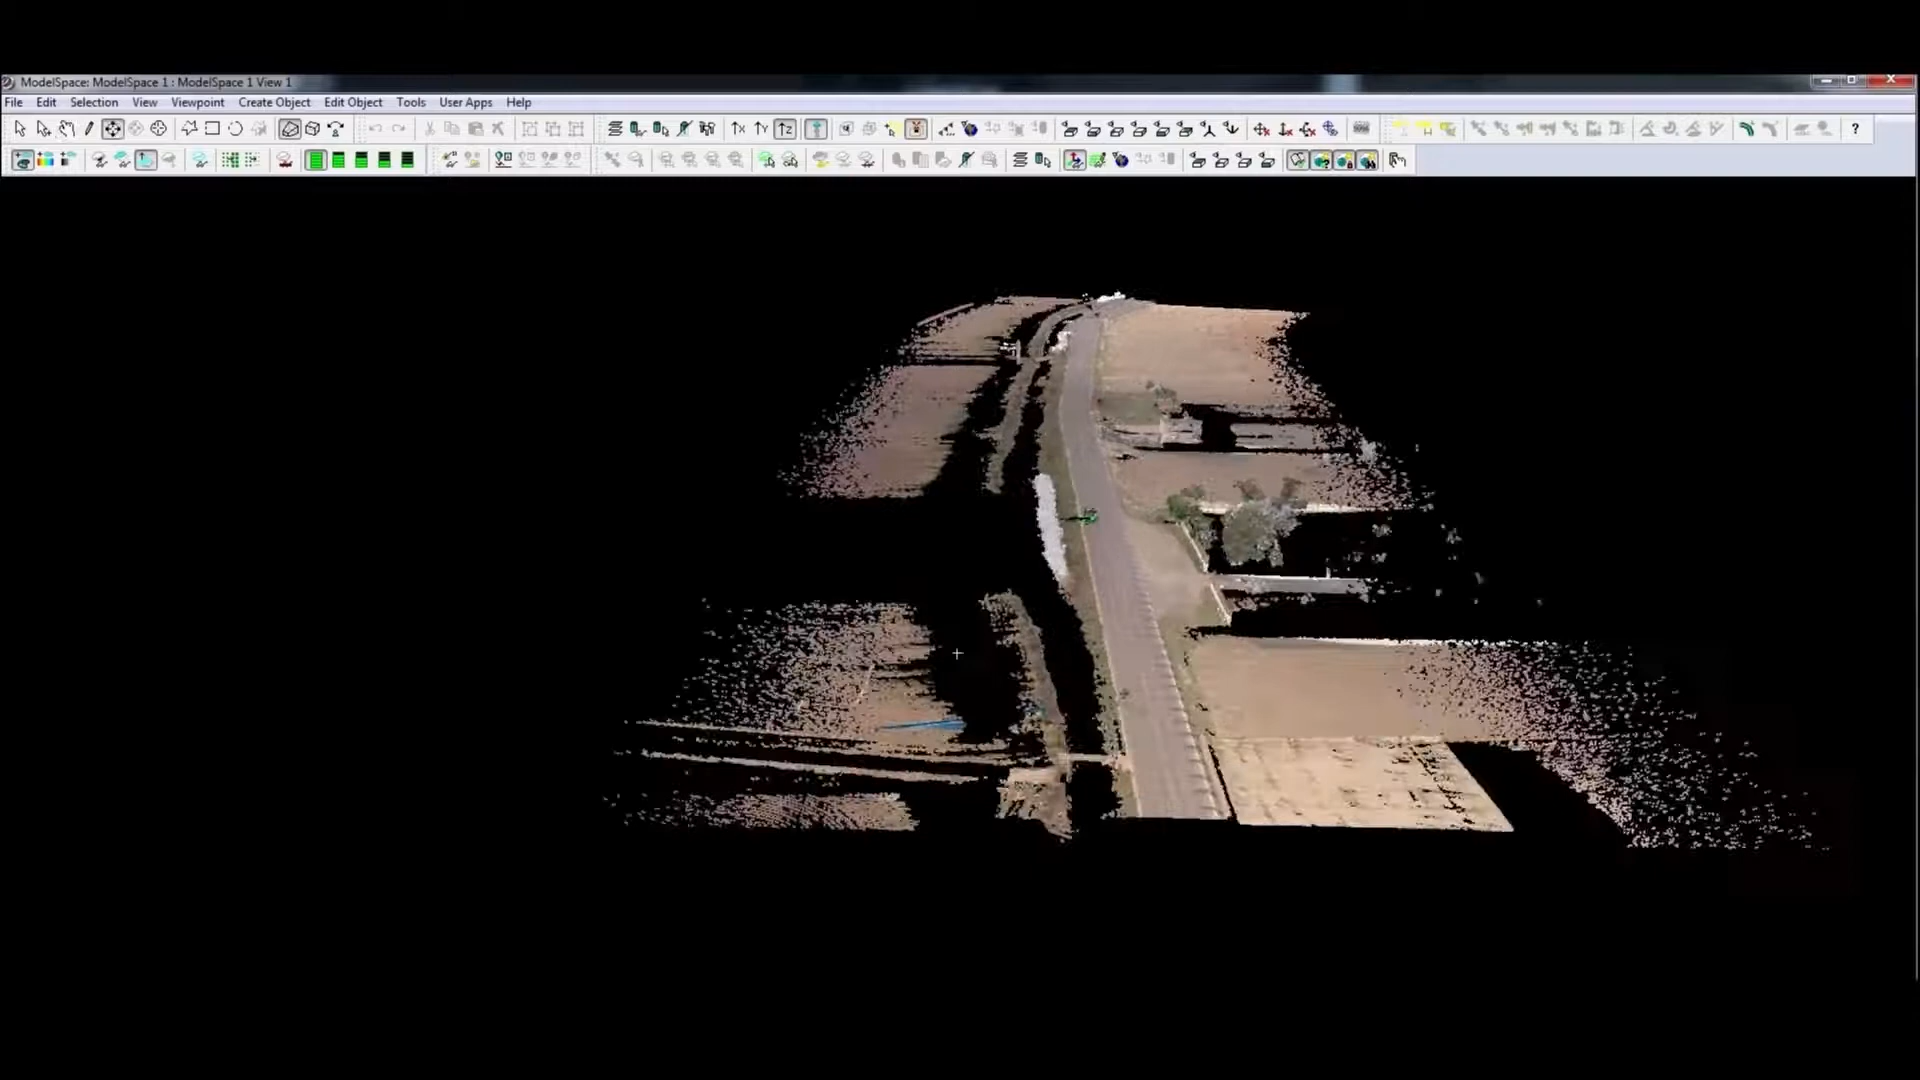 ModelSpace: ModelSpace 1 : ModelSpace 1 View 1
File Edit Selection View Viewpoint Create Object Edit Object Tools User Apps Help